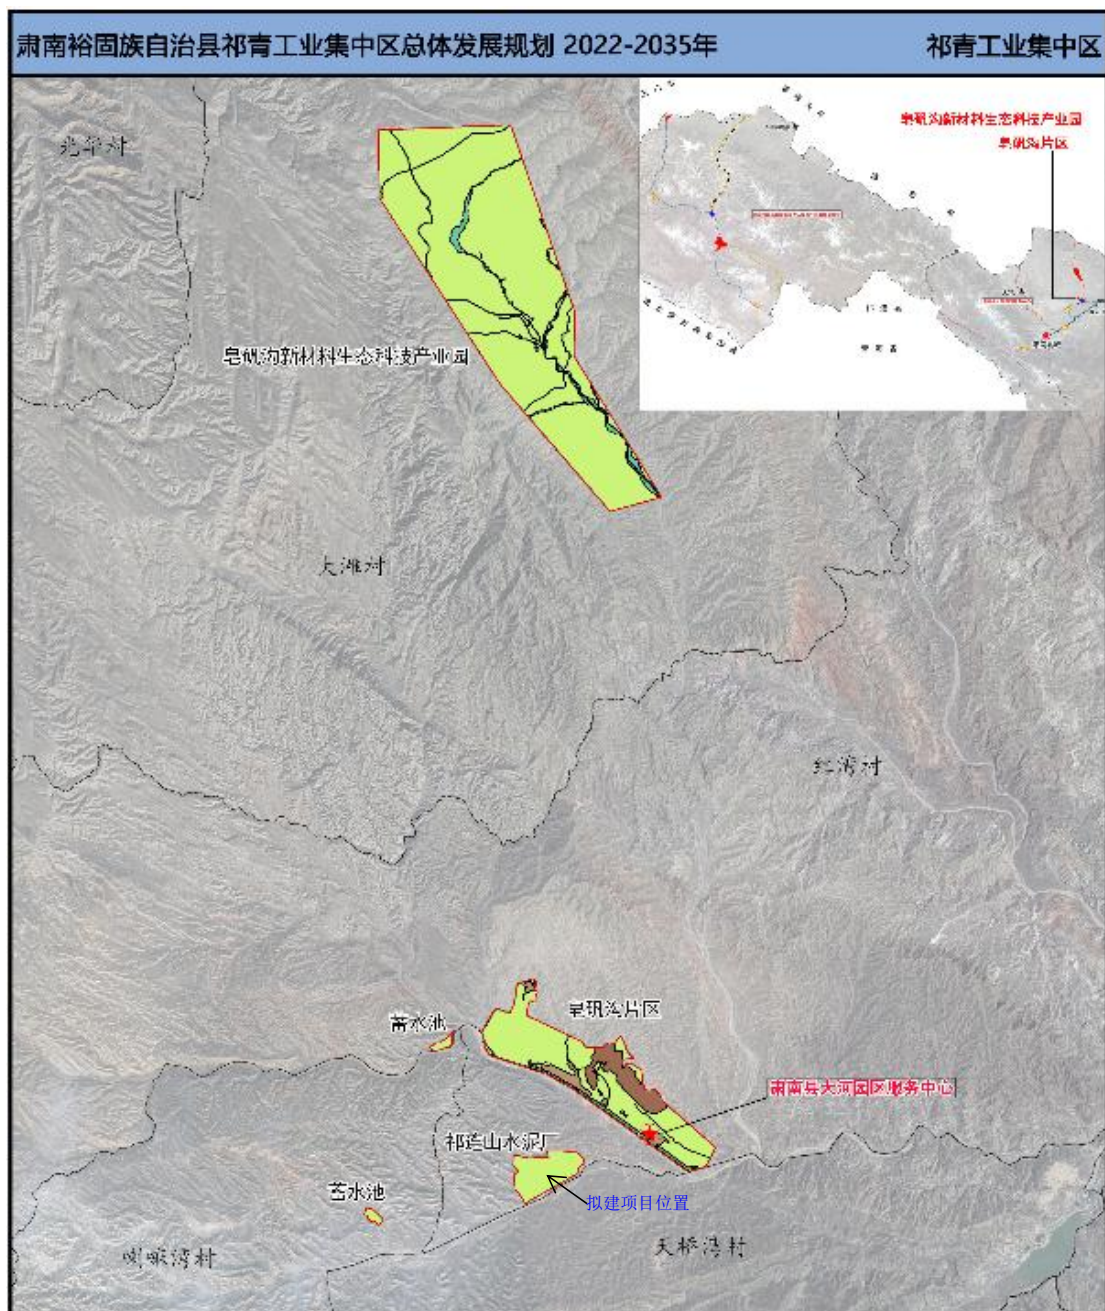 肃南裕固族自治县祁青工业集中区总体发展规划 2022-2035年
祁青工业集中区
皂矾沟新材料生态科技产业园
皂矾沟片区
皂矾沟新材料生态科技产业园
大滩村
红湾村
皂矾沟片区
蓄水池
肃南县大河园区服务中心
祁连山水泥厂
蓄水池
拟建项目位置
喇嘛湾村
天桥湾村